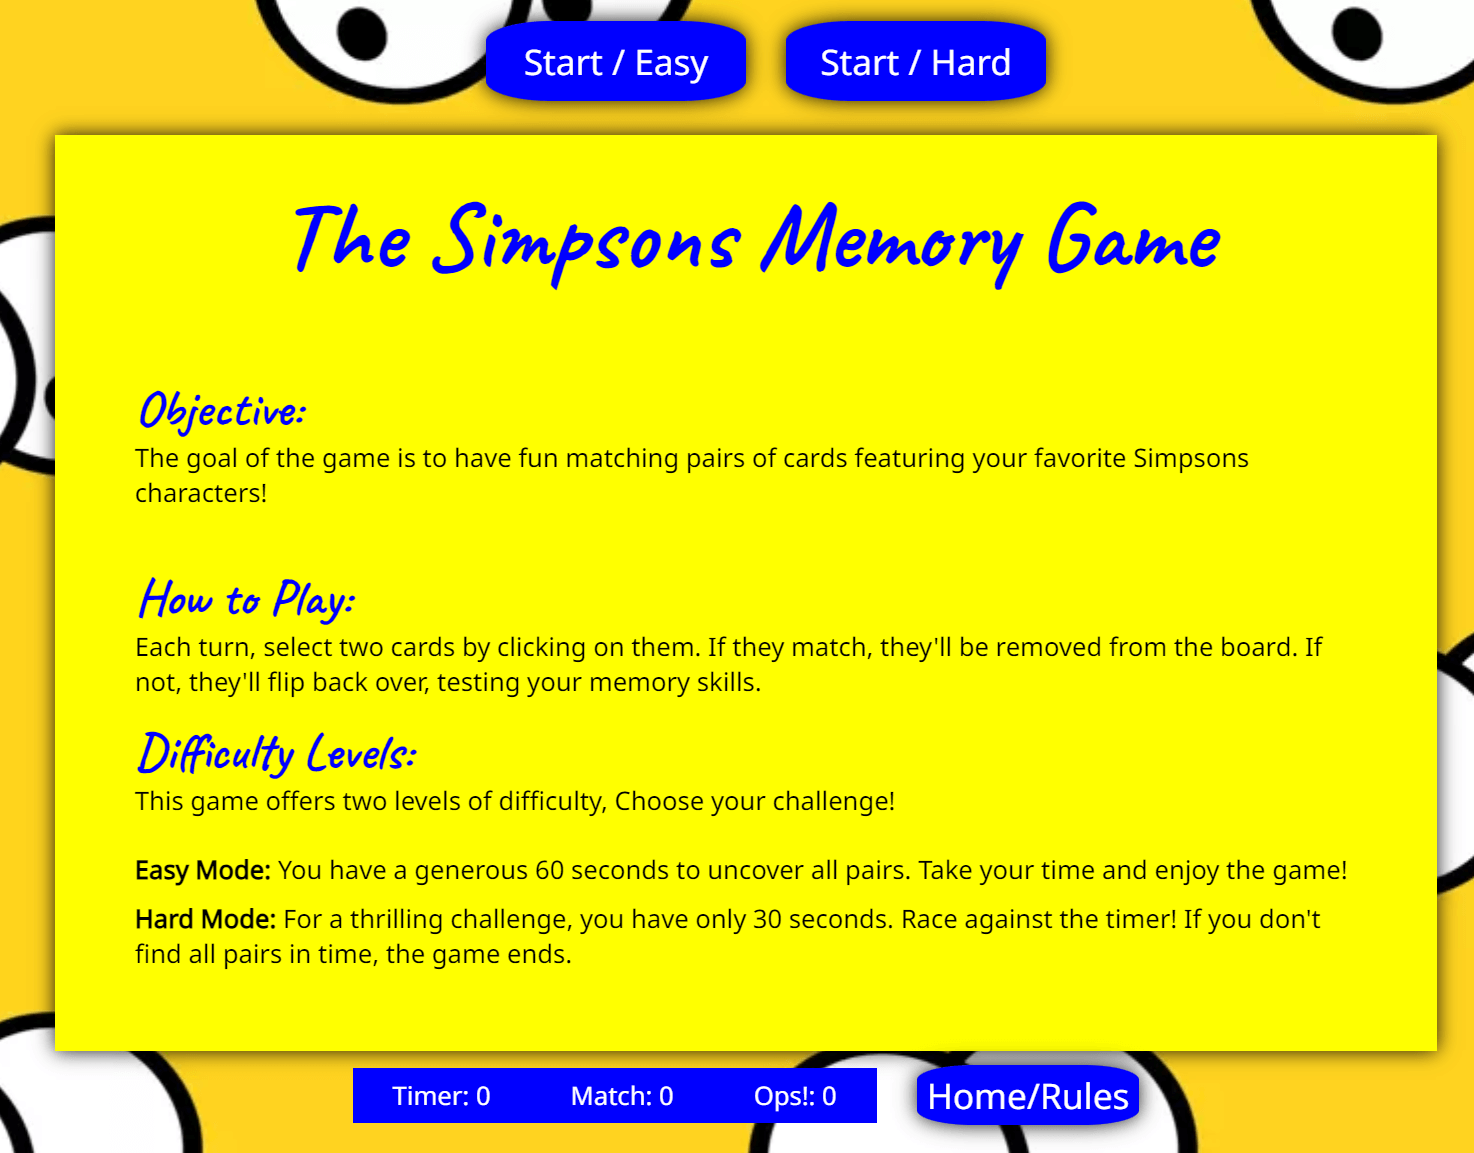 Start / Easy
Start / Hard
The Simpsons Memory Game
Objective:
The goal of the game is to have fun matching pairs of cards featuring your favorite Simpsons
characters!
How to Play:
Each turn, select two cards by clicking on them. If they match, they'll be removed from the board. If
not, they'll flip back over, testing your memory skills.
Difficulty Levels:
This game offers two levels of difficulty, Choose your challenge!
Easy Mode: You have a generous 60 seconds to uncover all pairs. Take your time and enjoy the game!
Hard Mode: For a thrilling challenge, you have only 30 seconds. Race against the timer! If you don't
find all pairs in time, the game ends.
Timer: 0 Match: 0 Ops!: 0
Home/Rules